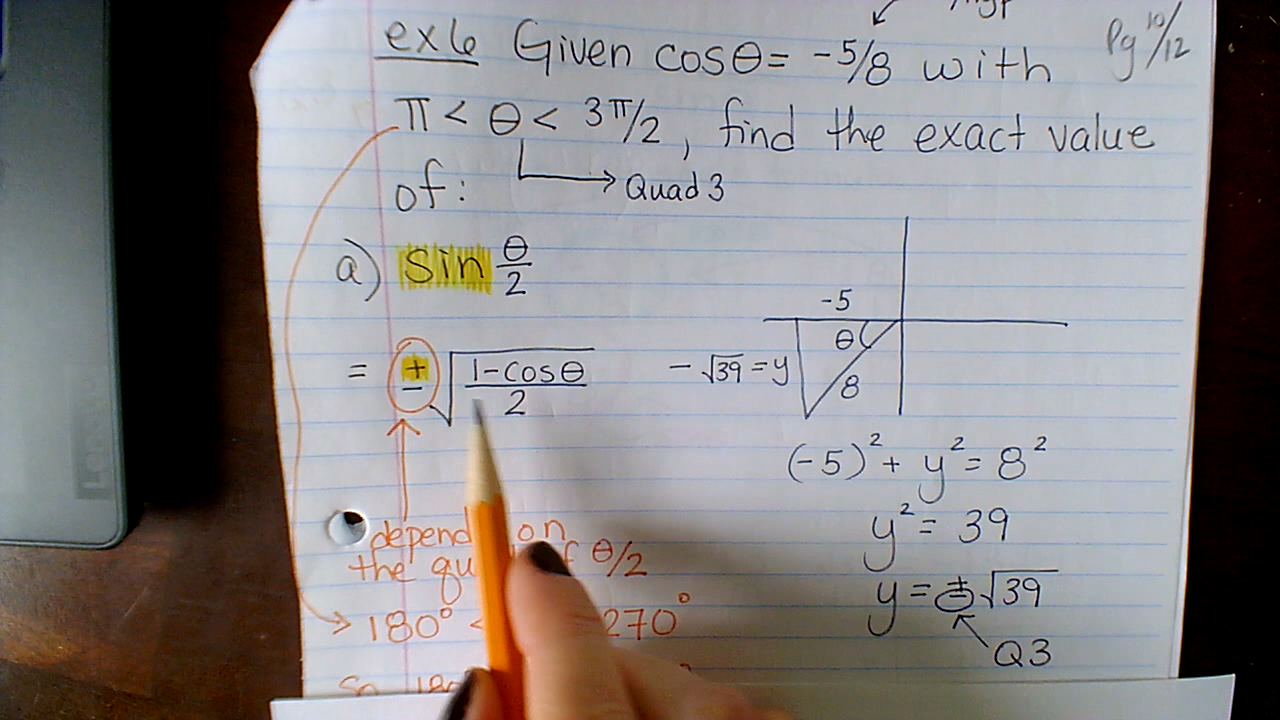 ex6 Given cosθ = -5/8 with
Pg 10/12
π < θ < 3π/2, find the exact value
of:
Quad 3
a) sin θ/2
= ± √(1-cosθ/2)
-5
θ
8
-√39 = y
(-5)² + y² = 8²
y² = 39
y = ±√39
Q3
on
the θ/2
180° < 270°
So